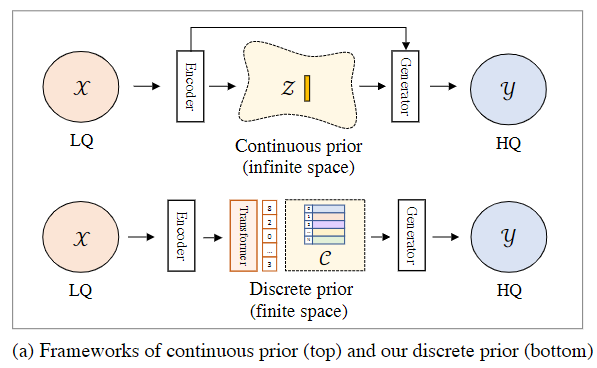 𝒳
LQ
Encoder
𝒵
Continuous prior
(infinite space)
Generator
𝒴
HQ
𝒳
LQ
Encoder
Transformer
8
2
0
...
3
𝒞
Discrete prior
(finite space)
Generator
𝒴
HQ
(a) Frameworks of continuous prior (top) and our discrete prior (bottom)